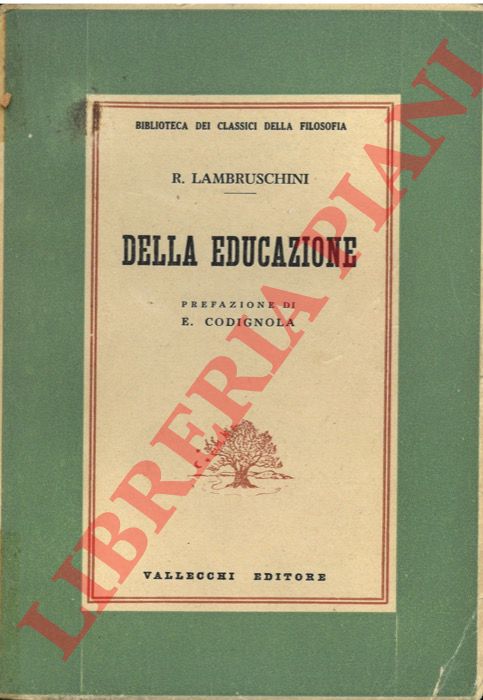 BIBLIOTECA DEI CLASSICI DELLA FILOSOFIA
R. LAMBRUSCHINI
DELLA EDUCAZIONE
PREFAZIONE DI
E. CODIGNOLA
VALLECCHI EDITORE
LIBRERIA PIANI